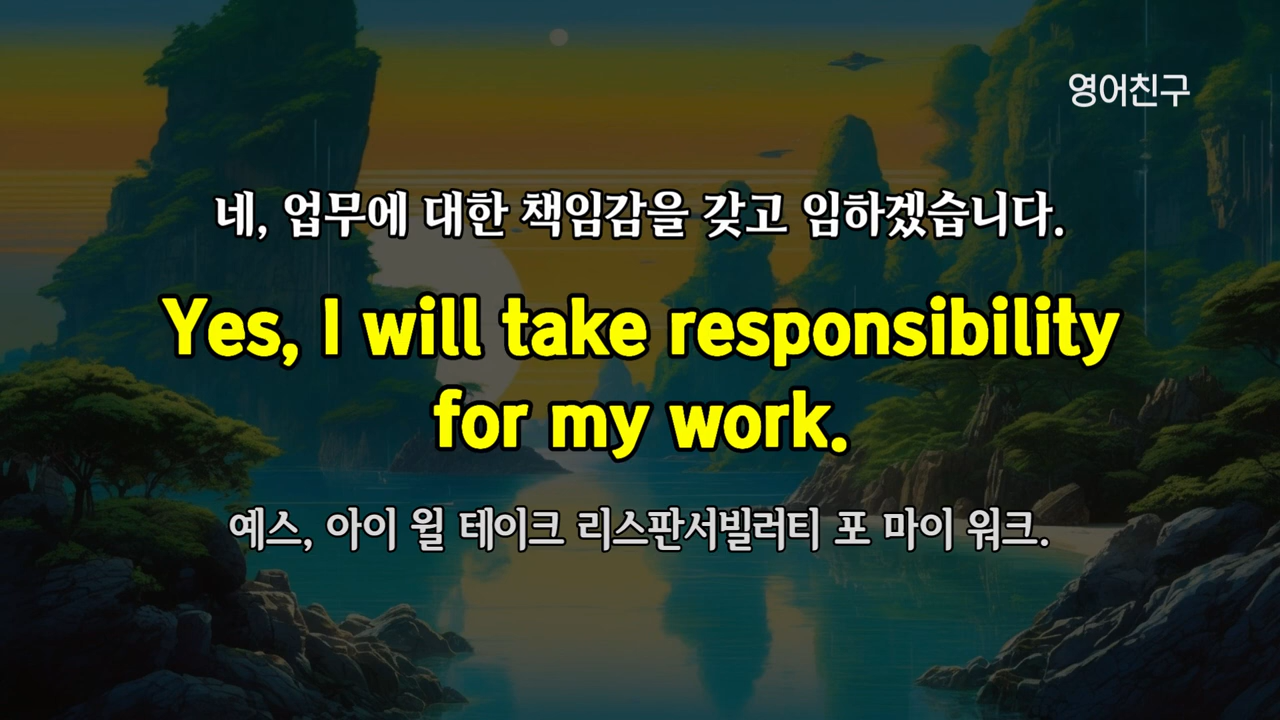 영어친구
네, 업무에 대한 책임감을 갖고 임하겠습니다.
Yes, I will take responsibility
for my work.
예스, 아이 윌 테이크 리스판서빌러티 포 마이 워크.